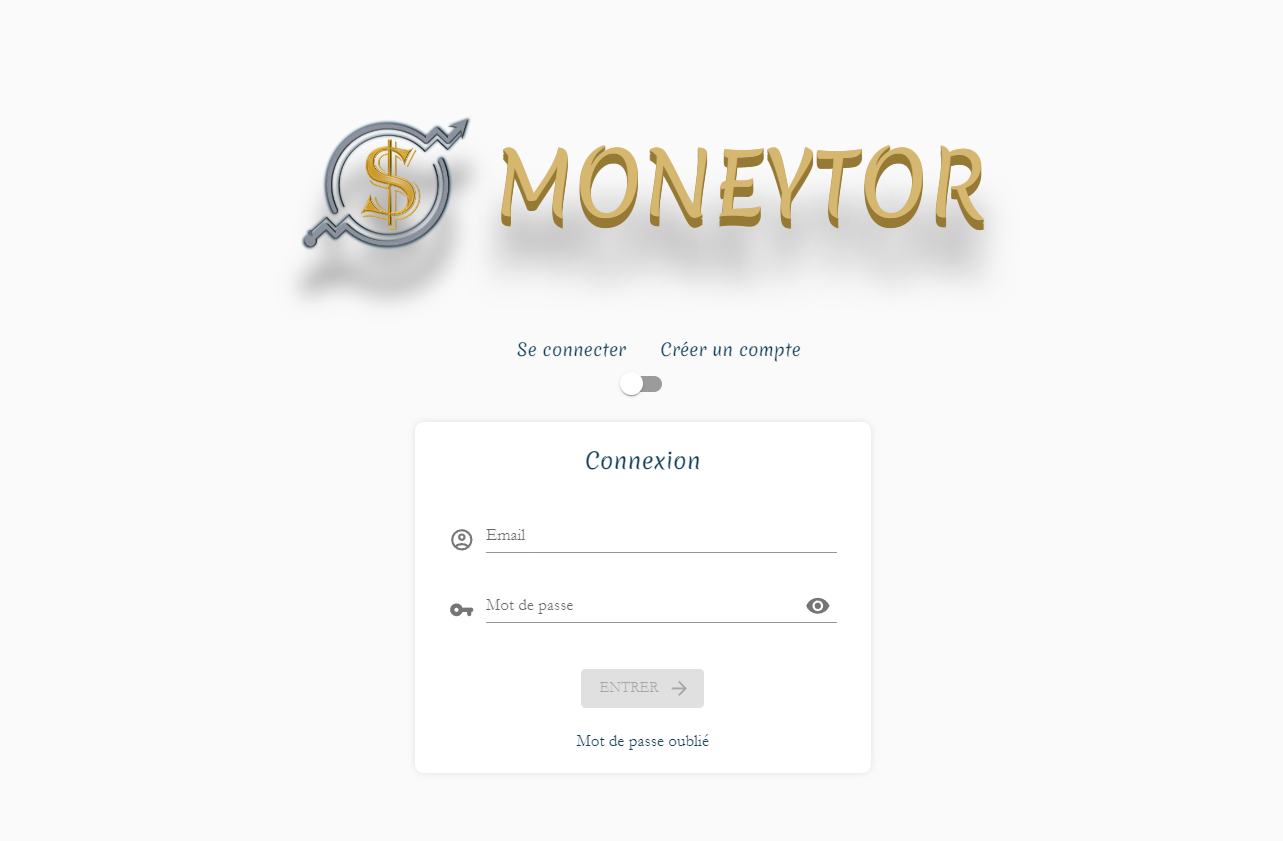 $ MONEYTOR
Se connecter Créer un compte
Connexion
Email
Mot de passe
ENTRER
Mot de passe oublié